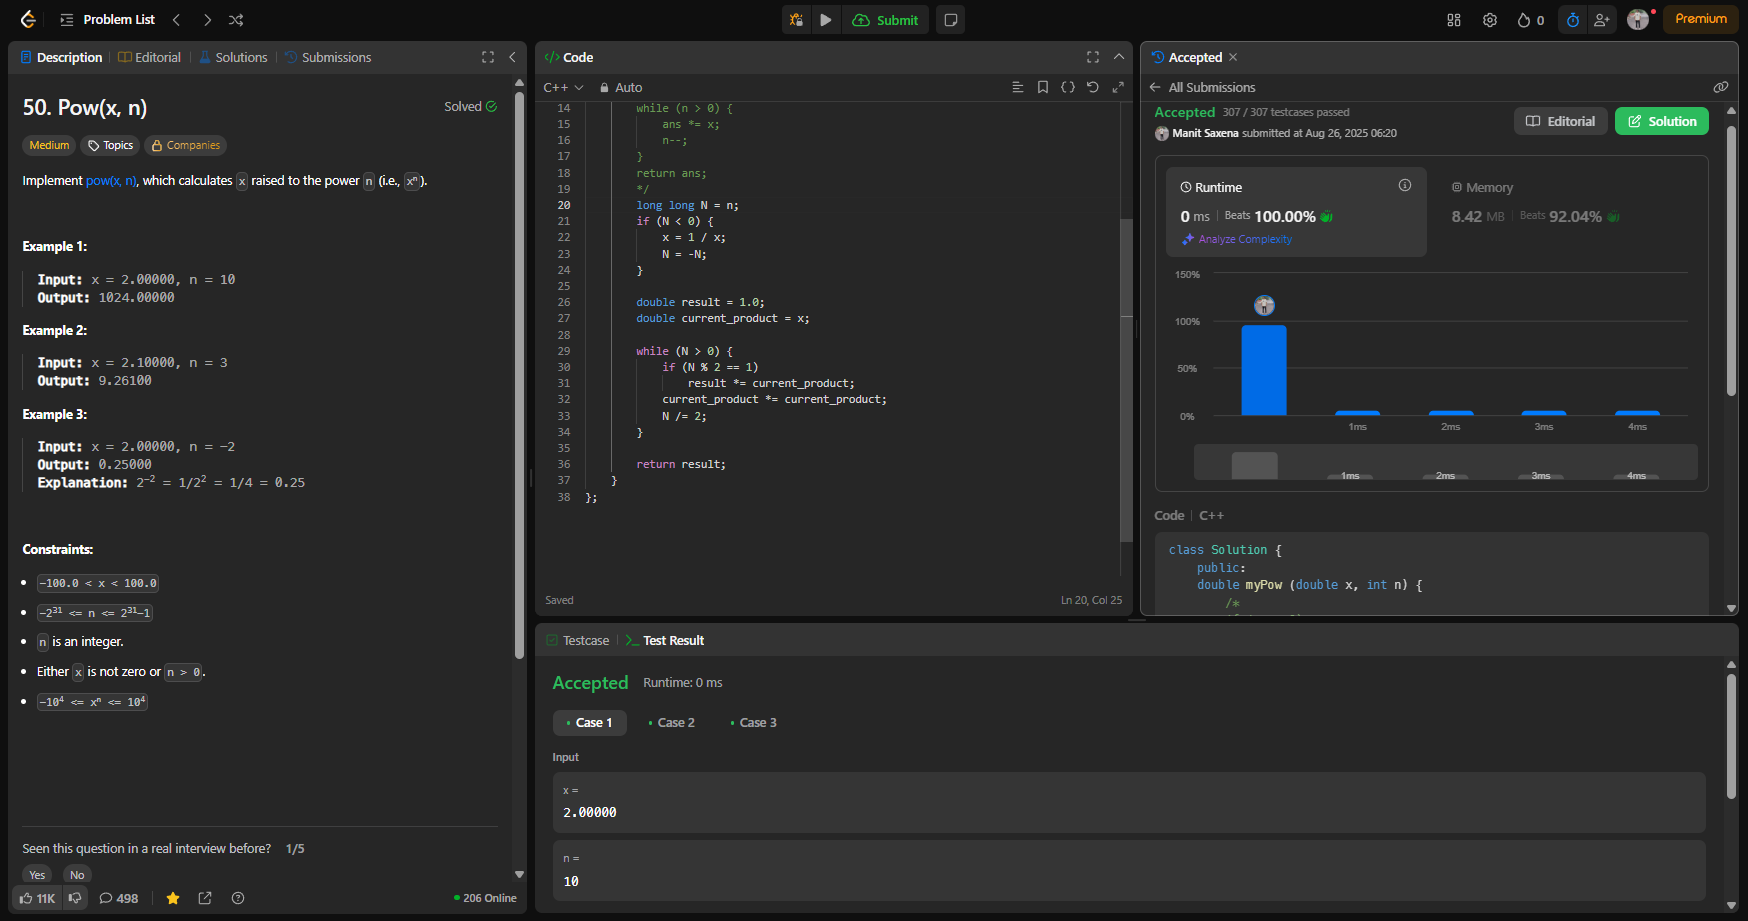 Problem List
Submit
0
Premium
Description
Editorial
Solutions
Submissions
50. Pow(x, n)
Solved
Medium
Topics
Companies
Implement pow(x, n), which calculates x raised to the power n (i.e., xⁿ).
Example 1:
Input: x = 2.00000, n = 10
Output: 1024.00000
Example 2:
Input: x = 2.10000, n = 3
Output: 9.26100
Example 3:
Input: x = 2.00000, n = -2
Output: 0.25000
Explanation: 2⁻² = 1/2² = 1/4 = 0.25
Constraints:
-100.0 < x < 100.0
-2³¹ <= n <= 2³¹-1
n is an integer.
Either x is not zero or n > 0.
-10⁴ <= xⁿ <= 10⁴
Seen this question in a real interview before? 1/5
Yes
No
11K
498
206 Online
</> Code
C++
Auto
14 while (n > 0) {
15 ans *= x;
16 n--;
17 }
18 return ans;
19 */
20 long long N = n;
21 if (N < 0) {
22 x = 1 / x;
23 N = -N;
24 }
25
26 double result = 1.0;
27 double current_product = x;
28
29 while (N > 0) {
30 if (N % 2 == 1)
31 result *= current_product;
32 current_product *= current_product;
33 N /= 2;
34 }
35
36 return result;
37 }
38 };
Saved
Ln 20, Col 25
Accepted
All Submissions
Accepted 307 / 307 testcases passed
Manit Saxena submitted at Aug 26, 2025 06:20
Editorial
Solution
Runtime
0 ms | Beats 100.00%
Analyze Complexity
Memory
8.42 MB | Beats 92.04%
150%
100%
50%
0%
1ms
2ms
3ms
4ms
1ms
2ms
3ms
4ms
Code | C++
class Solution {
public:
double myPow (double x, int n) {
/*
Testcase
Test Result
Accepted Runtime: 0 ms
Case 1
Case 2
Case 3
Input
x =
2.00000
n =
10